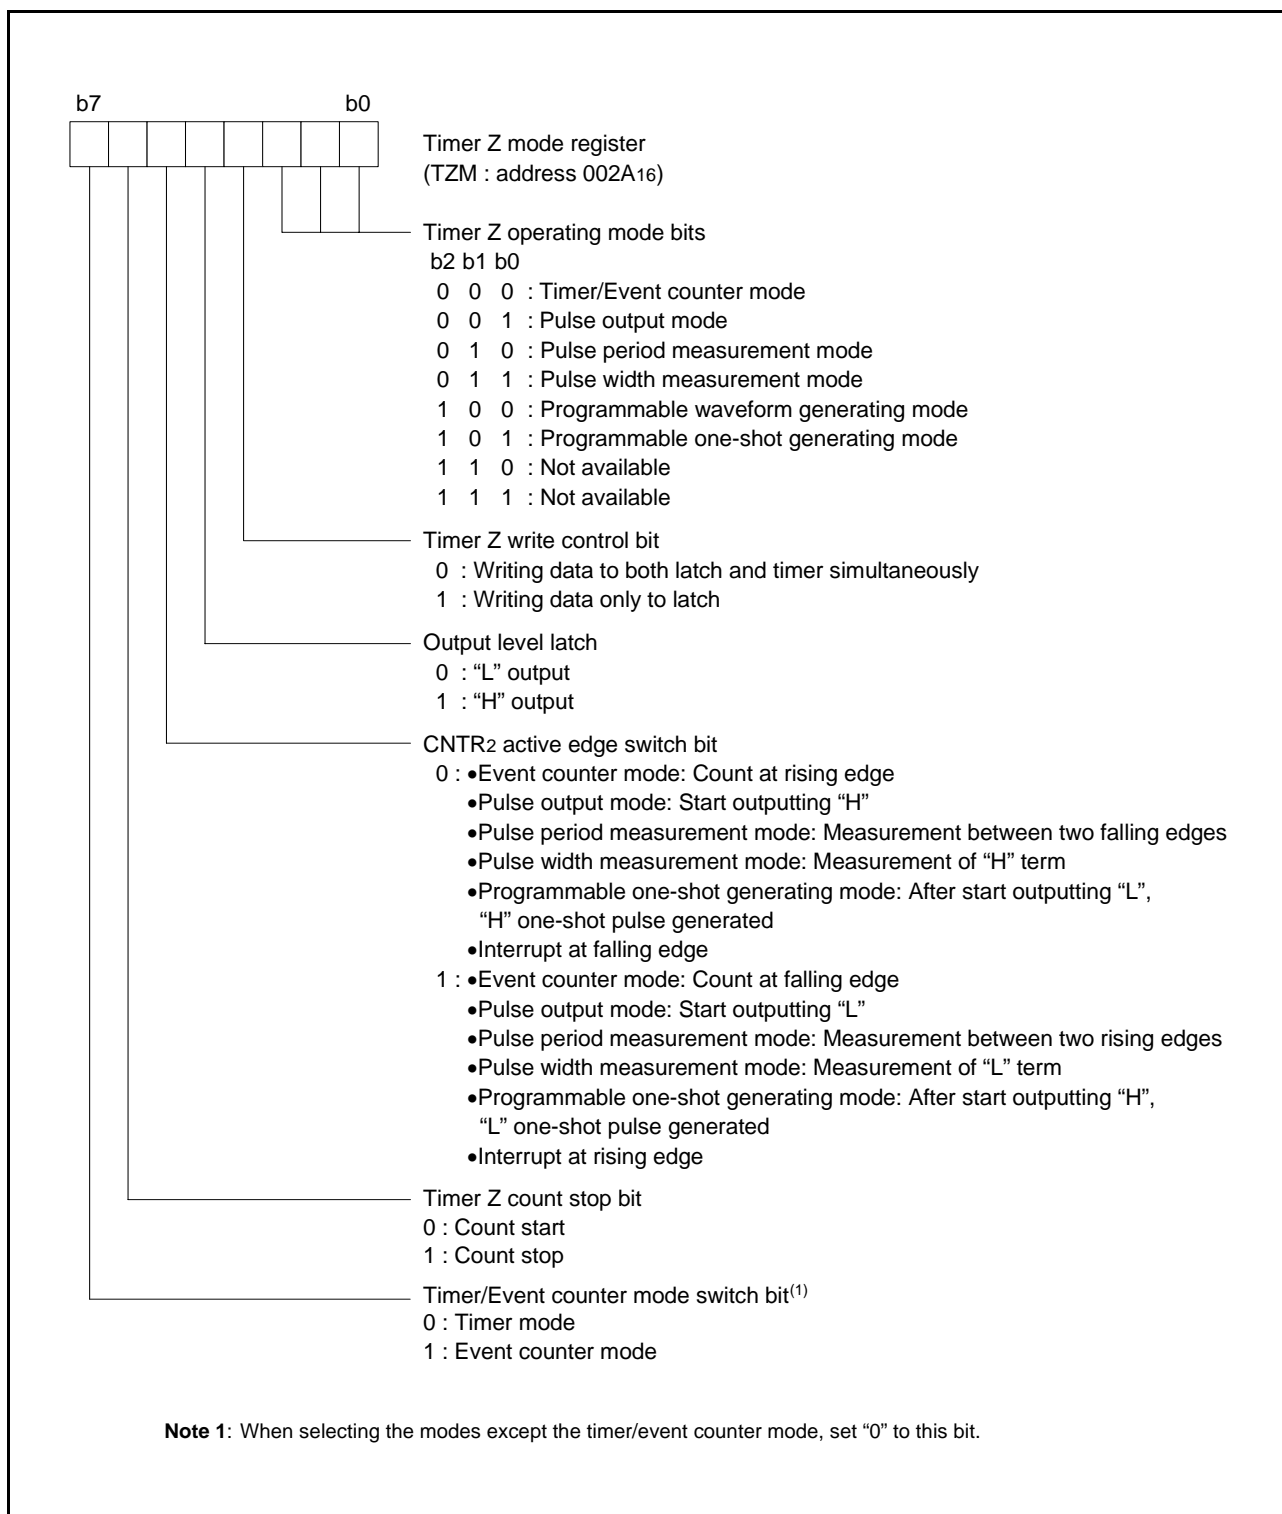 b7 b0
Timer Z mode register
(TZM : address 002A16)
Timer Z operating mode bits
b2 b1 b0
0 0 0 : Timer/Event counter mode
0 0 1 : Pulse output mode
0 1 0 : Pulse period measurement mode
0 1 1 : Pulse width measurement mode
1 0 0 : Programmable waveform generating mode
1 0 1 : Programmable one-shot generating mode
1 1 0 : Not available
1 1 1 : Not available
Timer Z write control bit
0 : Writing data to both latch and timer simultaneously
1 : Writing data only to latch
Output level latch
0 : “L” output
1 : “H” output
CNTR2 active edge switch bit
0 : •Event counter mode: Count at rising edge
•Pulse output mode: Start outputting “H”
•Pulse period measurement mode: Measurement between two falling edges
•Pulse width measurement mode: Measurement of “H” term
•Programmable one-shot generating mode: After start outputting “L”,
“H” one-shot pulse generated
•Interrupt at falling edge
1 : •Event counter mode: Count at falling edge
•Pulse output mode: Start outputting “L”
•Pulse period measurement mode: Measurement between two rising edges
•Pulse width measurement mode: Measurement of “L” term
•Programmable one-shot generating mode: After start outputting “H”,
“L” one-shot pulse generated
•Interrupt at rising edge
Timer Z count stop bit
0 : Count start
1 : Count stop
Timer/Event counter mode switch bit(1)
0 : Timer mode
1 : Event counter mode
Note 1: When selecting the modes except the timer/event counter mode, set “0” to this bit.